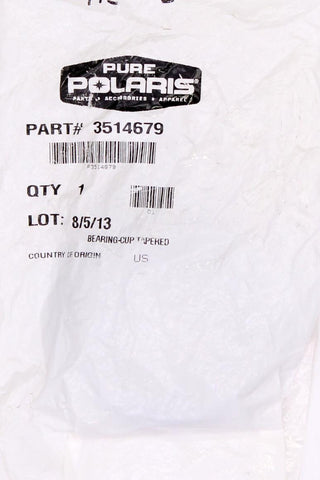 PURE
POLARIS
PARTS • ACCESSORIES • APPAREL
PART# 3514679
P3514679
QTY 1
Q1
LOT: 8/5/13
BEARING-CUP TAPERED
COUNTRY OF ORIGIN US